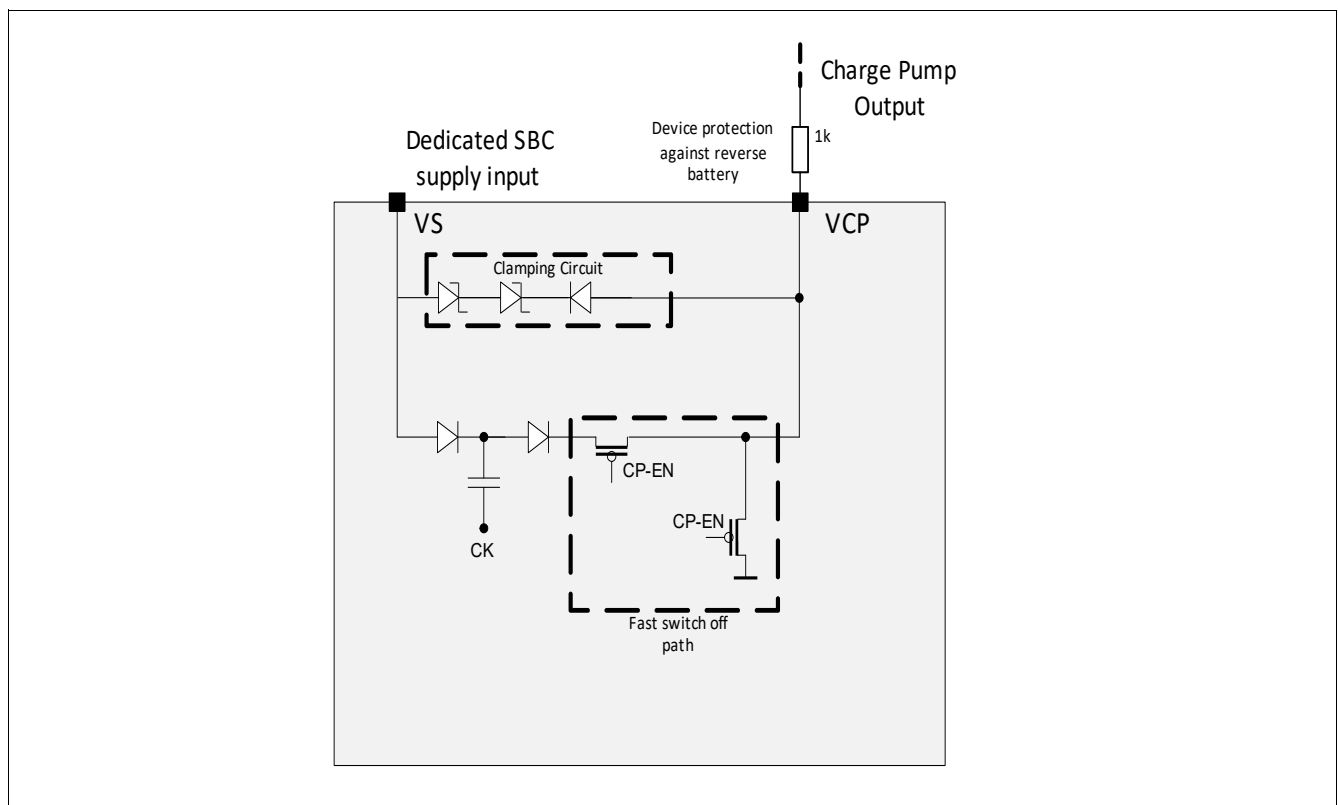 Charge Pump
Output
Device protection
against reverse
battery
1k
Dedicated SBC
supply input
VS
VCP
Clamping Circuit
CP-EN
CP-EN
CK
Fast switch off
path